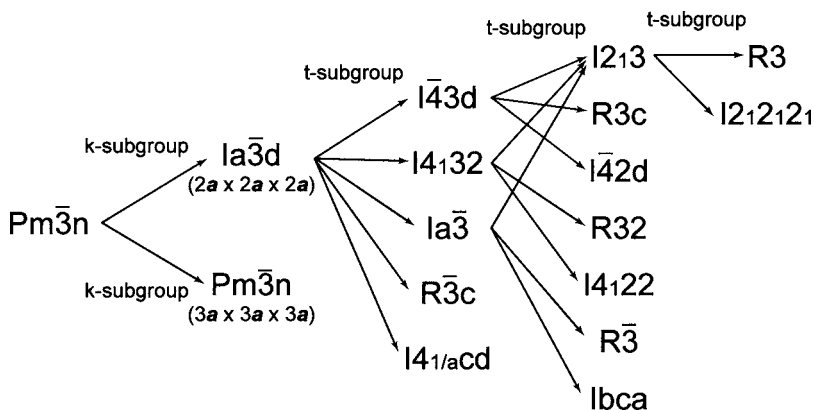 t-subgroup
t-subgroup
I2₁3
R3
t-subgroup
I4̅3d
R3c
I2₁2₁2₁
k-subgroup
Ia3̅d
(2a x 2a x 2a)
I4₁32
I4̅2d
Pm3̅n
Ia3̅
R32
k-subgroup
Pm3̅n
(3a x 3a x 3a)
R3̅c
I4₁22
R3̅
I4₁/acd
Ibca